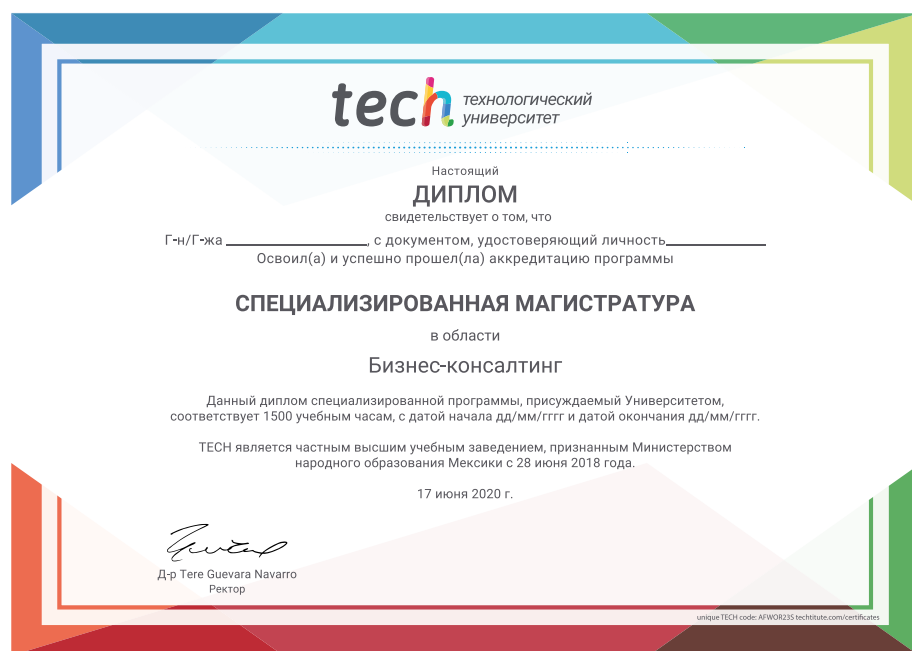 tech технологический
университет
Настоящий
ДИПЛОМ
свидетельствует о том, что
Г-н/Г-жа, с документом, удостоверяющий личность
Освоил(а) и успешно прошел(ла) аккредитацию программы
СПЕЦИАЛИЗИРОВАННАЯ МАГИСТРАТУРА
в области
Бизнес-консалтинг
Данный диплом специализированной программы, присуждаемый Университетом,
соответствует 1500 учебным часам, с датой начала дд/мм/гггг и датой окончания дд/мм/гггг.
TECH является частным высшим учебным заведением, признанным Министерством
народного образования Мексики с 28 июня 2018 года.
17 июня 2020 г.
Д-р Tere Guevara Navarro
Ректор
unique TECH code: AFWOR23S techtitute.com/certificates